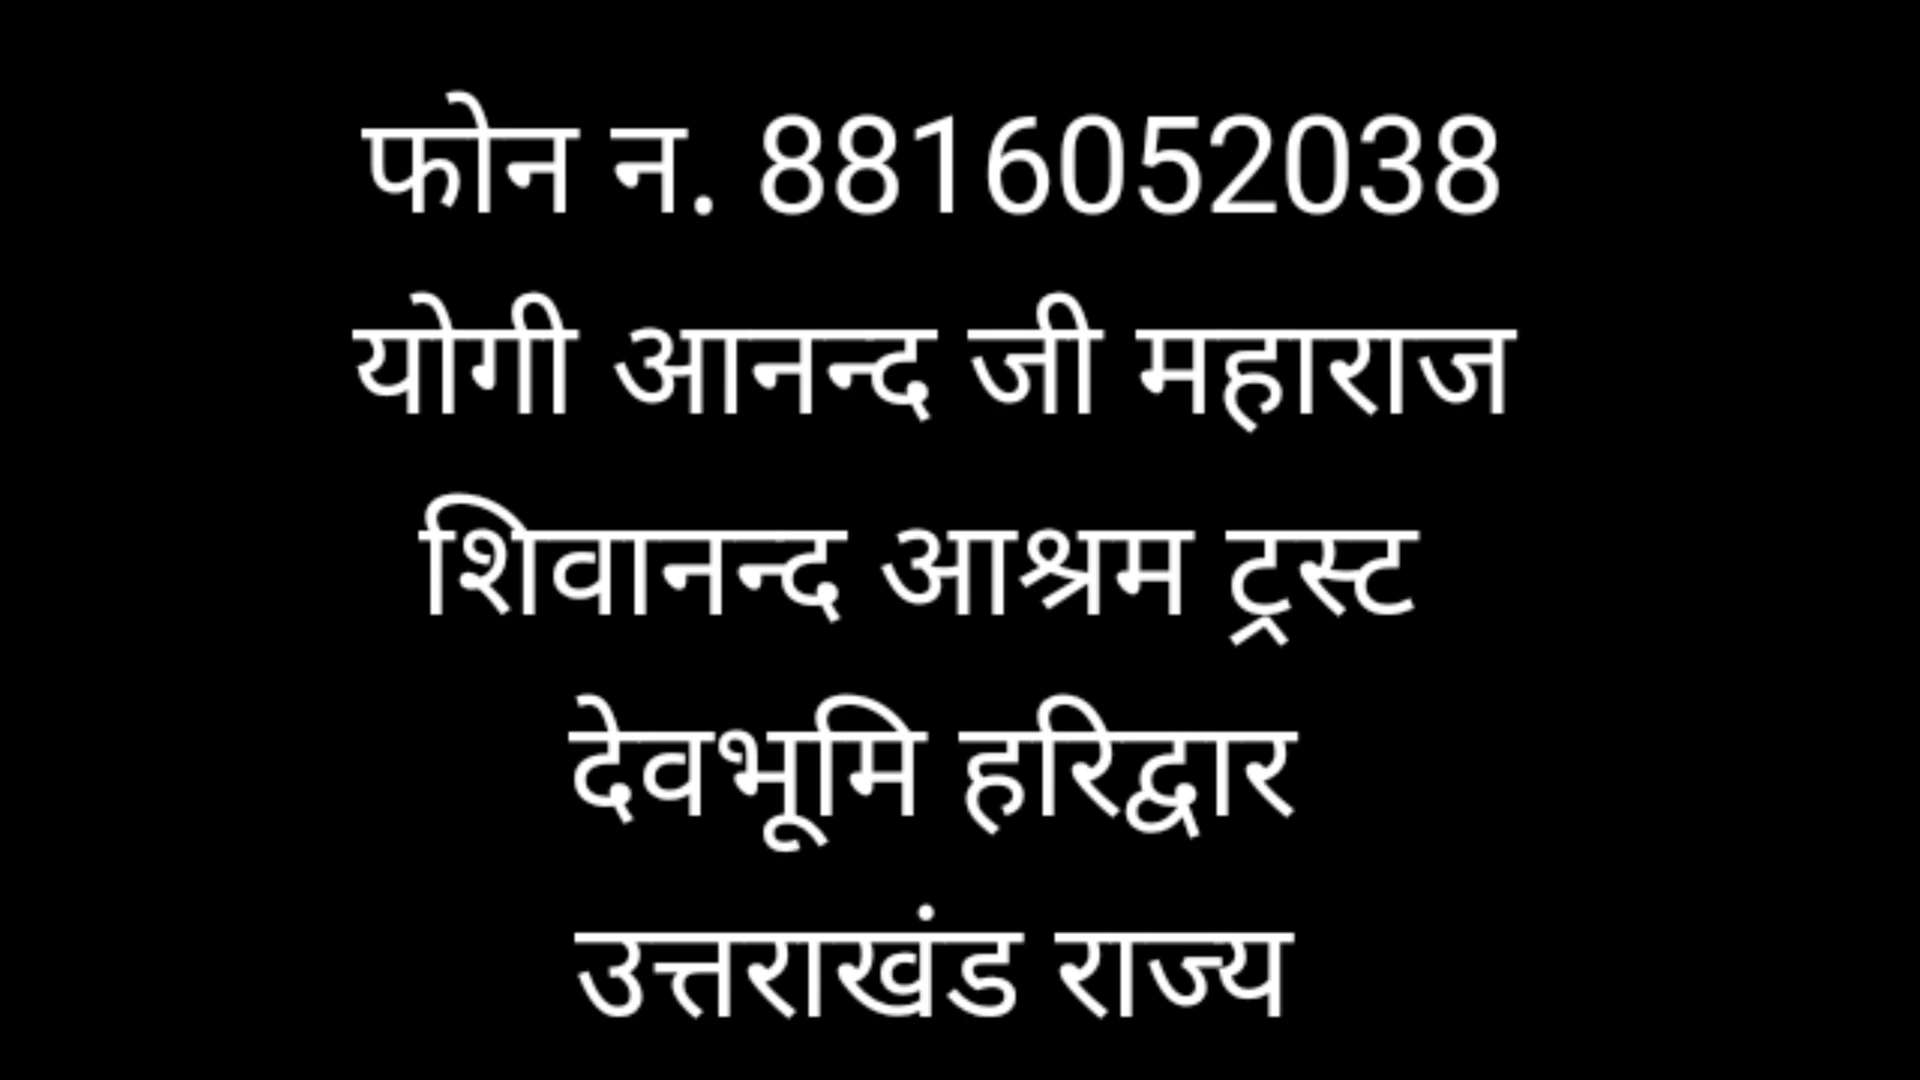 फोन न. 8816052038
योगी आनन्द जी महाराज
शिवानन्द आश्रम ट्रस्ट
देवभूमि हरिद्वार
उत्तराखंड राज्य